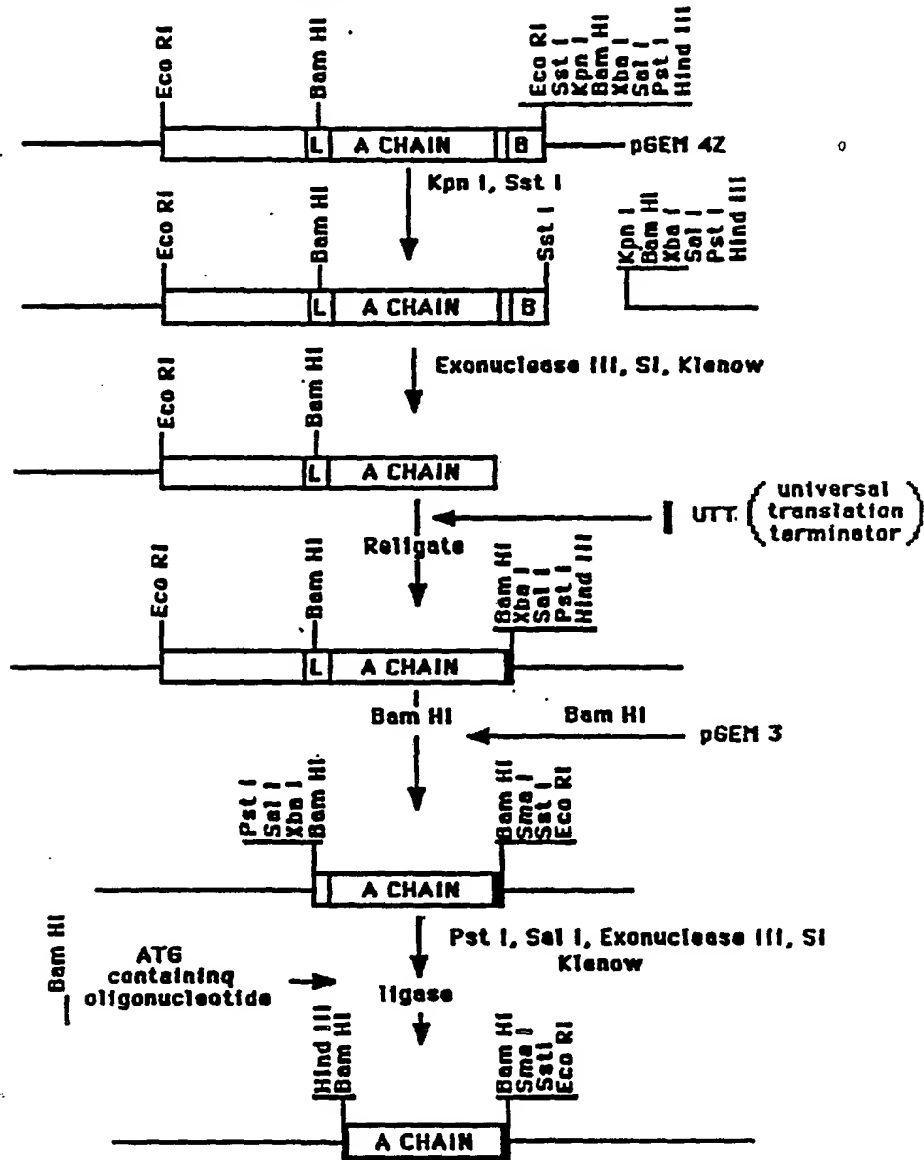 Eco RI
Bam HI
Eco RI
Sst I
Kpn I
Bam HI
Xba I
Sal I
Pst I
Hind III
L A CHAIN B
pGEM 4Z
Kpn I, Sst I
Eco RI
Bam HI
Sst I
Kpn I
Bam HI
Xba I
Sal I
Pst I
Hind III
L A CHAIN B
Exonuclease III, SI, Klenow
Eco RI
Bam HI
L A CHAIN
UTT (universal
translation
terminator)
Religate
Eco RI
Bam HI
Bam HI
Xba I
Sal I
Pst I
Hind III
L A CHAIN
Bam HI
Bam HI
pGEM 3
Pst I
Sal I
Xba I
Bam HI
Bam HI
Sma I
Sst I
Eco RI
A CHAIN
Pst I, Sal I, Exonuclease III, SI
Klenow
Bam HI
ATG
containing
oligonucleotide
ligase
Hind III
Bam HI
Bam HI
Sma I
SstI
Eco RI
A CHAIN